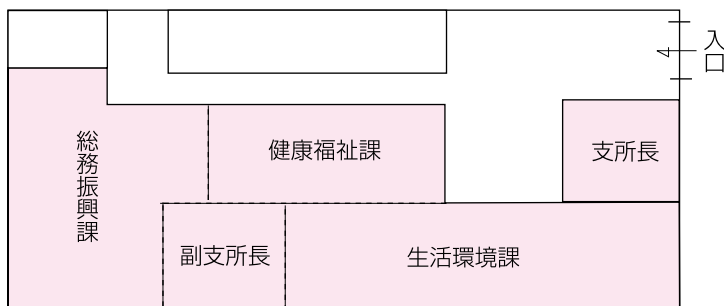 入口
総務振興課
健康福祉課
支所長
副支所長
生活環境課